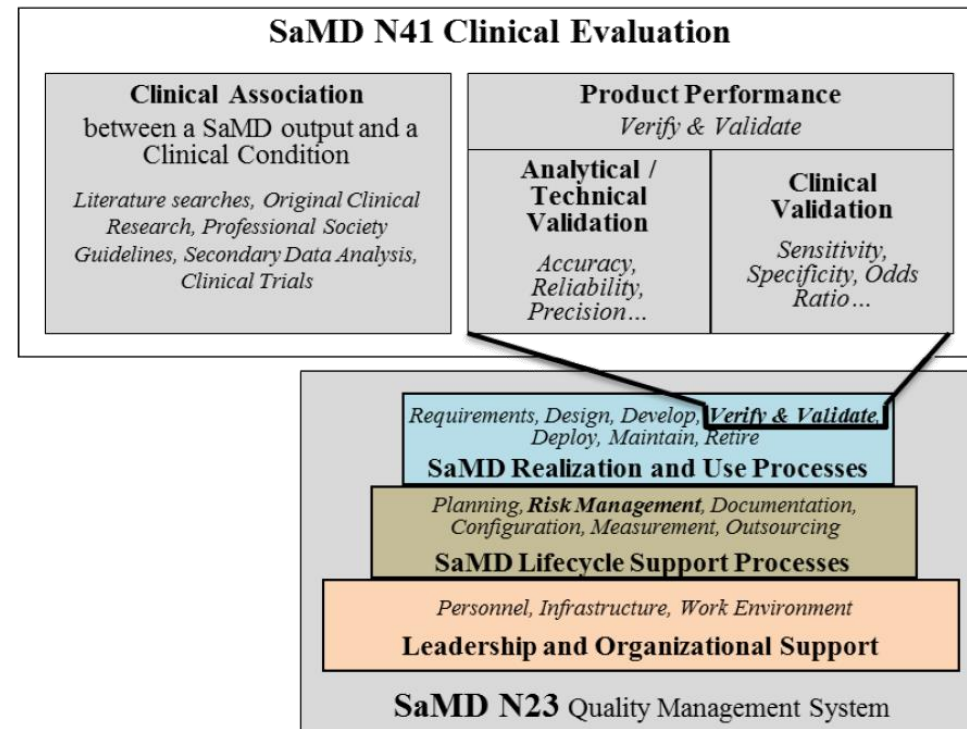 SaMD N41 Clinical Evaluation
Clinical Association
between a SaMD output and a
Clinical Condition
Literature searches, Original Clinical
Research, Professional Society
Guidelines, Secondary Data Analysis,
Clinical Trials
Product Performance
Verify & Validate
Analytical /
Technical
Validation
Accuracy,
Reliability,
Precision…
Clinical
Validation
Sensitivity,
Specificity, Odds
Ratio…
Requirements, Design, Develop, Verify & Validate,
Deploy, Maintain, Retire
SaMD Realization and Use Processes
Planning, Risk Management, Documentation,
Configuration, Measurement, Outsourcing
SaMD Lifecycle Support Processes
Personnel, Infrastructure, Work Environment
Leadership and Organizational Support
SaMD N23 Quality Management System